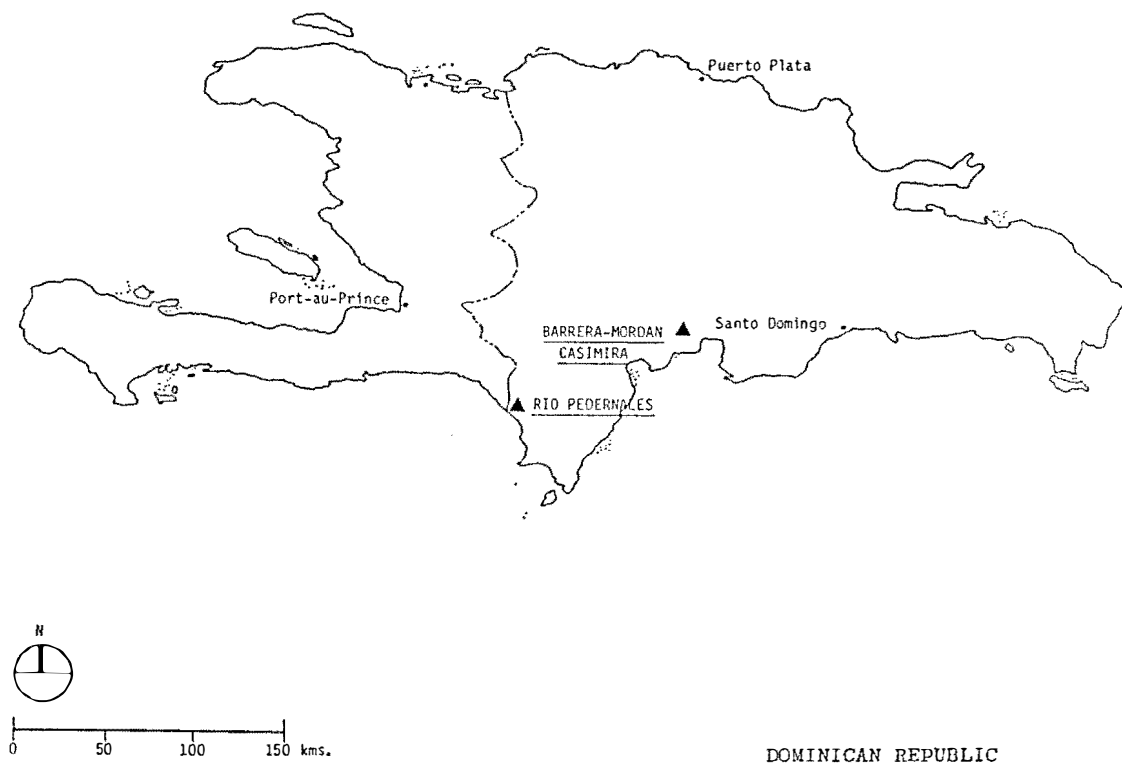 Puerto Plata
Port-au-Prince
BARRERA-MORDAN
CASIMIRA
Santo Domingo
RIO PEDERNALES
N
0 50 100 150 kms.
DOMINICAN REPUBLIC